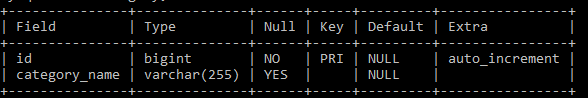 | Field | Type | Null | Key | Default | Extra |
| id | bigint | NO | PRI | NULL | auto_increment |
| category_name | varchar(255) | YES | | NULL | |